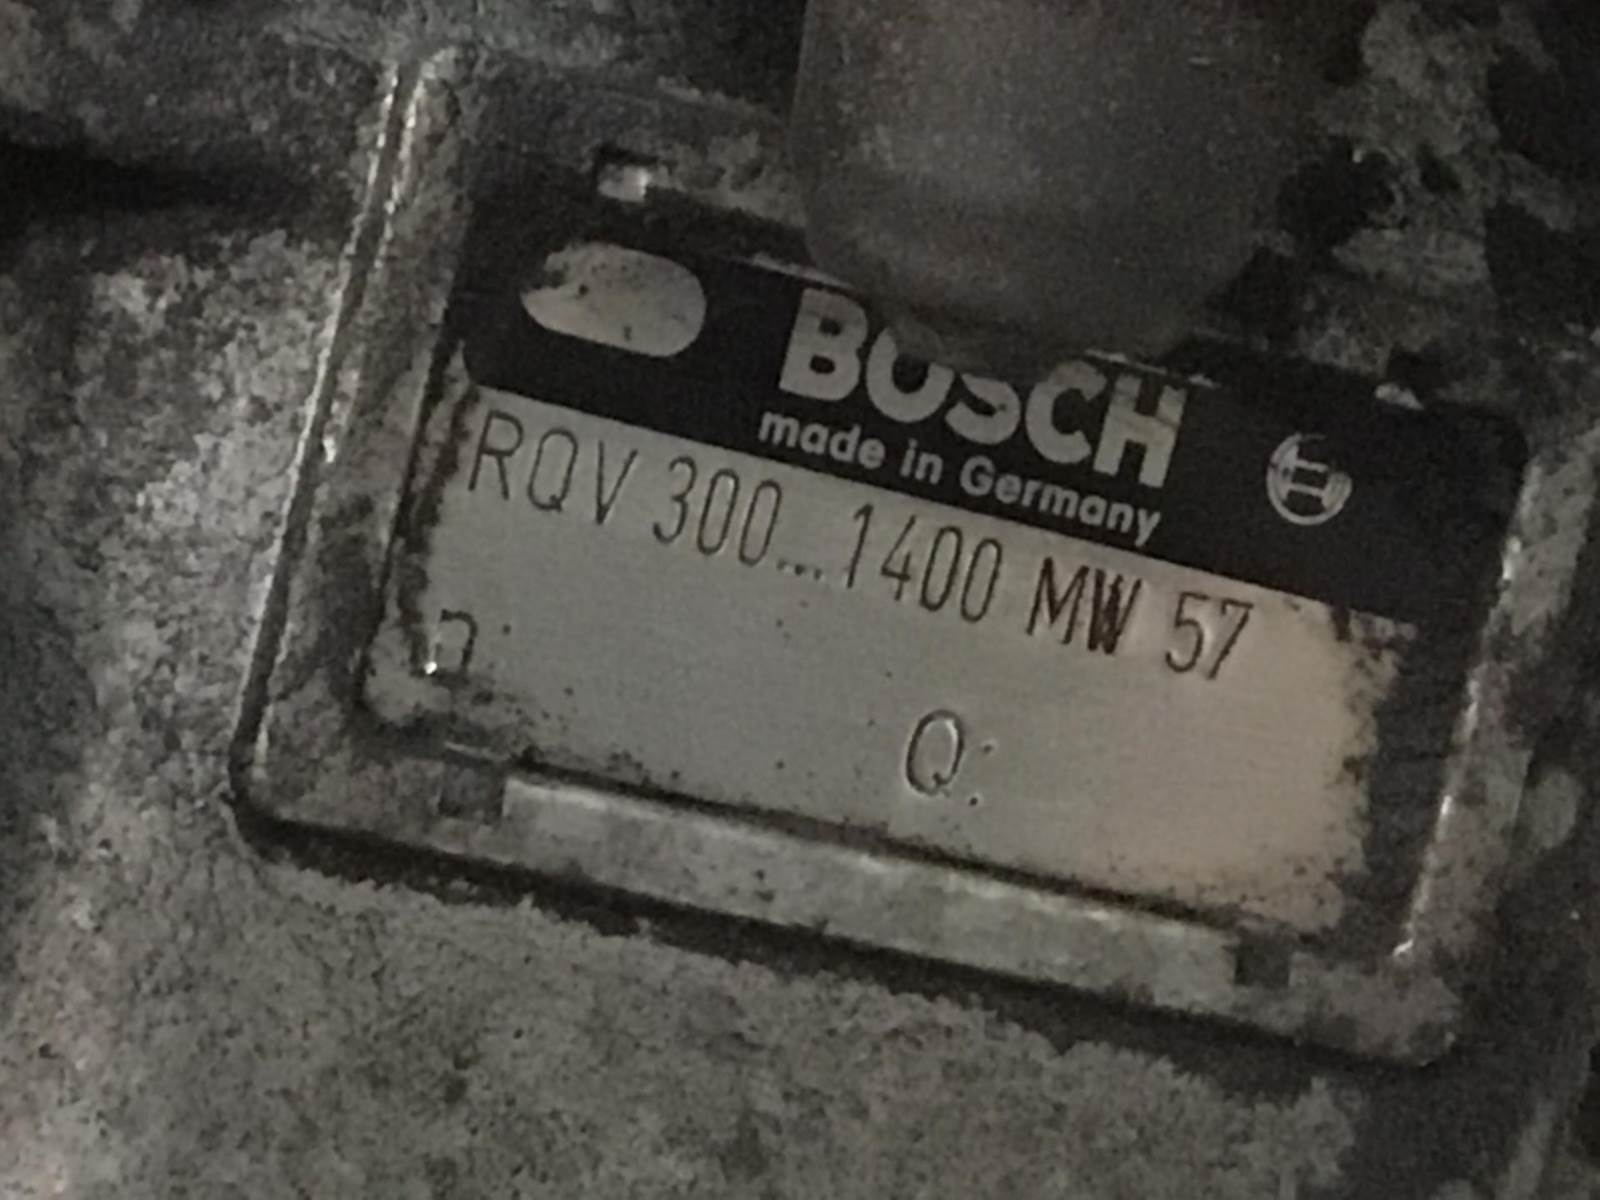 BOSCH
made in Germany
RQV 300...1400 MW 57
n:
Q: